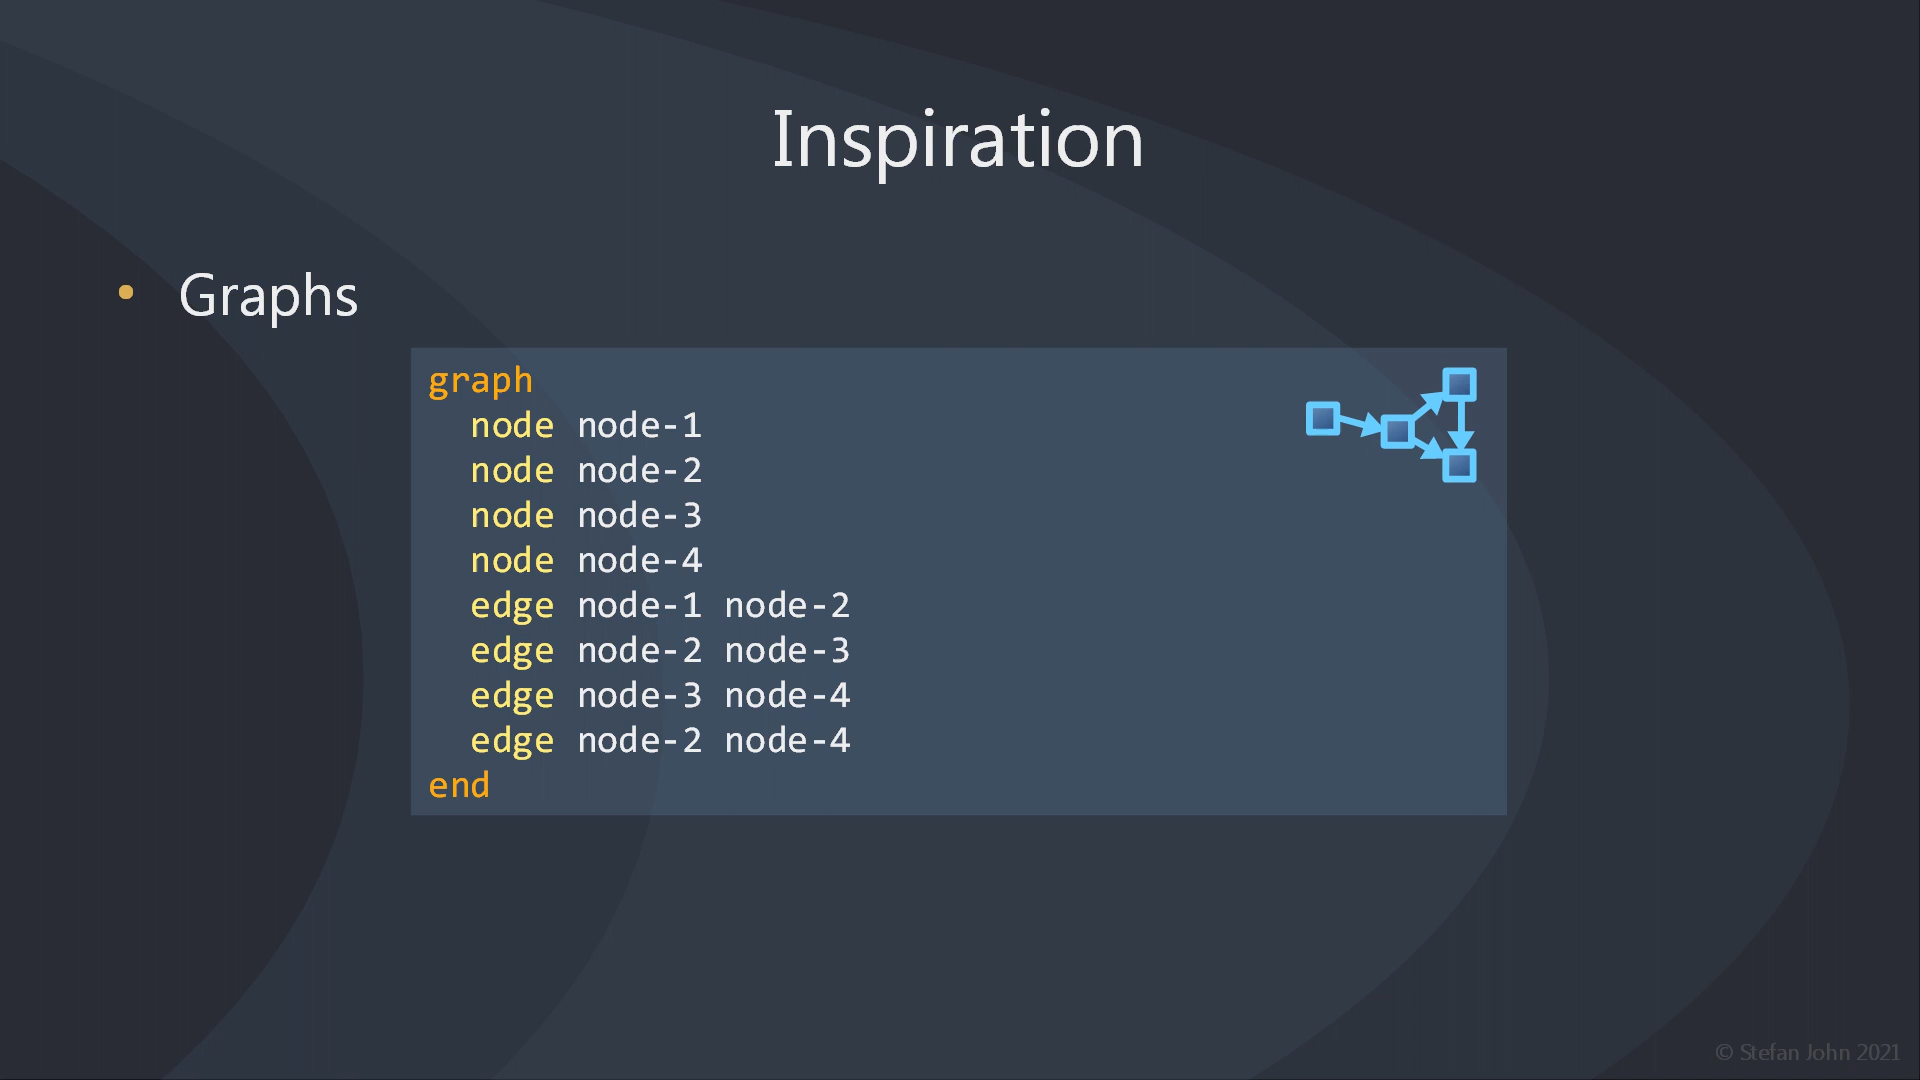 Inspiration
• Graphs
graph
  node node-1
  node node-2
  node node-3
  node node-4
  edge node-1 node-2
  edge node-2 node-3
  edge node-3 node-4
  edge node-2 node-4
end
© Stefan John 2021